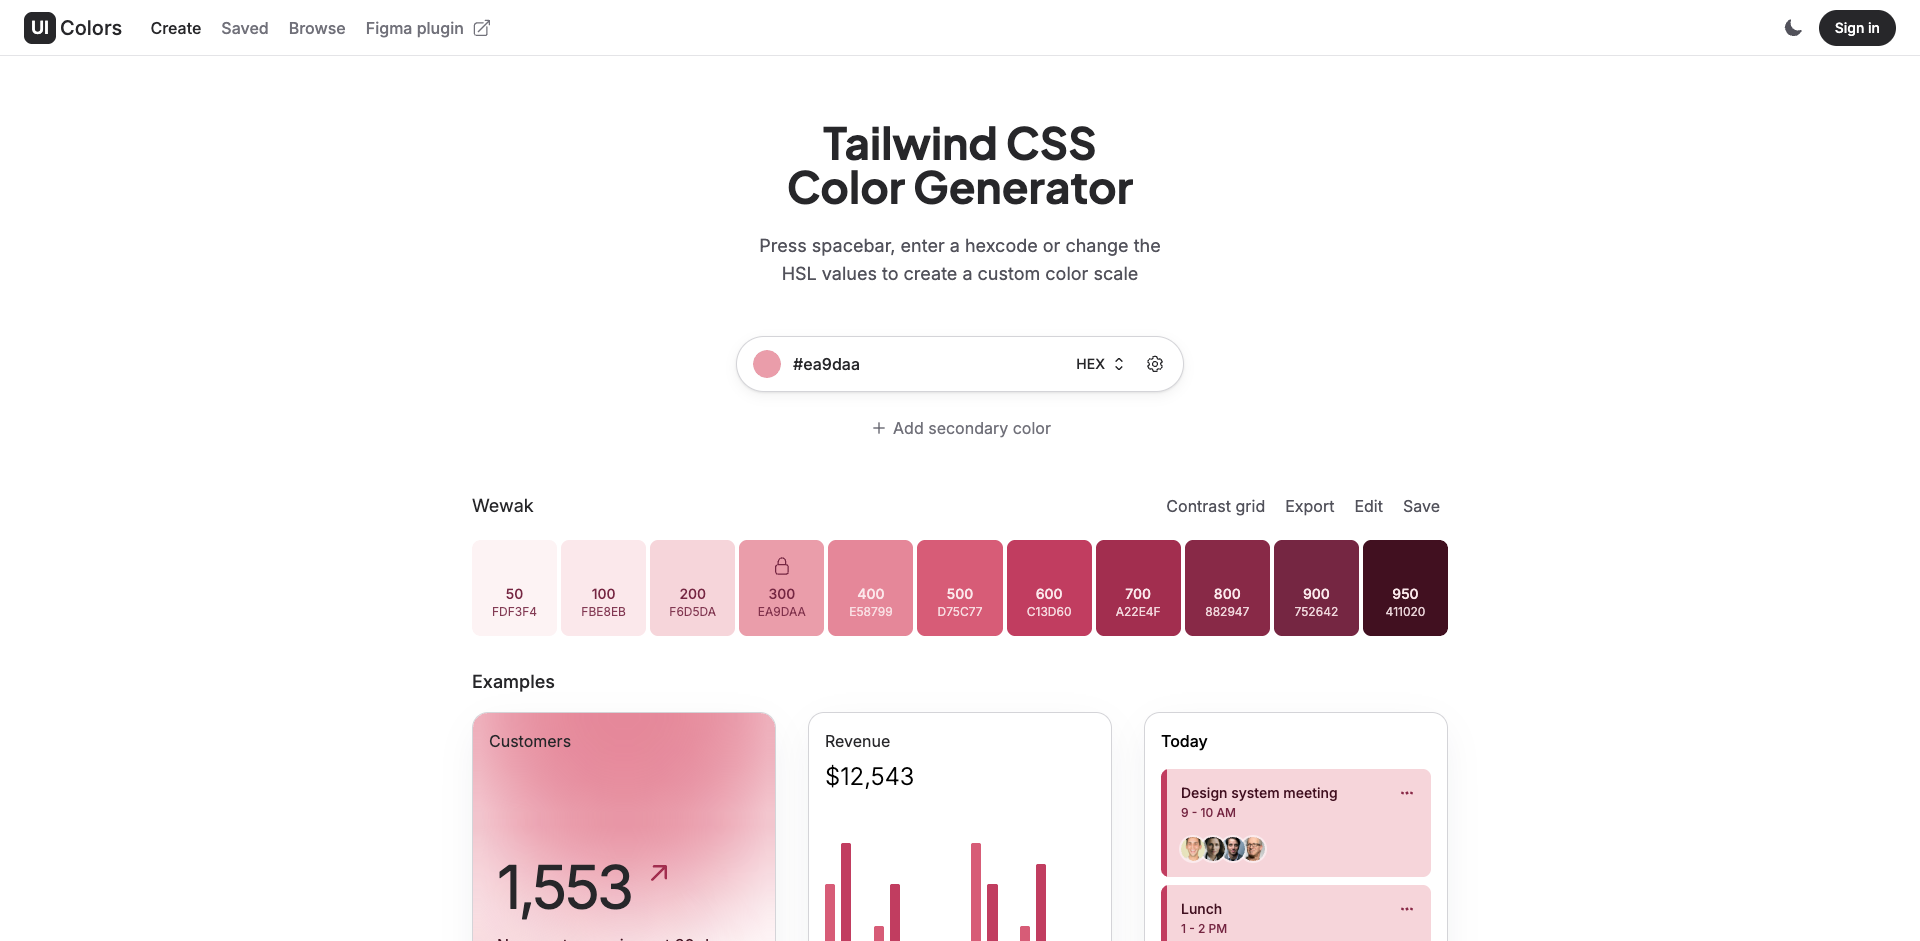 UI Colors
Create
Saved
Browse
Figma plugin
Sign in
Tailwind CSS
Color Generator
Press spacebar, enter a hexcode or change the
HSL values to create a custom color scale
#ea9daa
HEX
+ Add secondary color
Wewak
Contrast grid
Export
Edit
Save
50
FDF3F4
100
FBE8EB
200
F6D5DA
300
EA9DAA
400
E58799
500
D75C77
600
C13D60
700
A22E4F
800
882947
900
752642
950
411020
Examples
Customers
1,553
Revenue
$12,543
Today
Design system meeting
9 - 10 AM
Lunch
1 - 2 PM